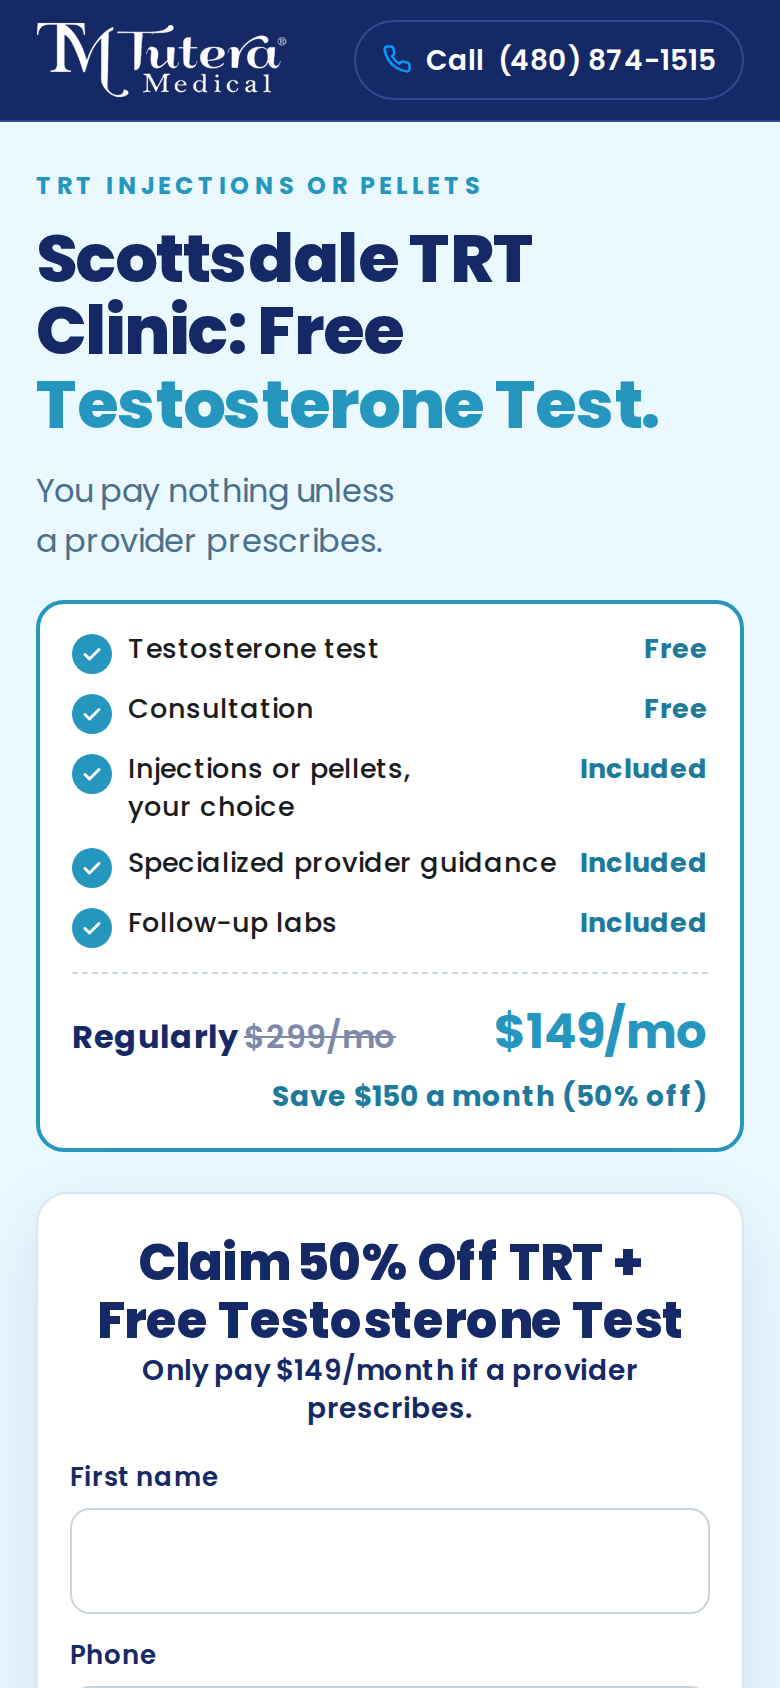 TM Tutera®
Medical
Call (480) 874-1515
TRT INJECTIONS OR PELLETS
Scottsdale TRT
Clinic: Free
Testosterone Test.
You pay nothing unless
a provider prescribes.
Testosterone test Free
Consultation Free
Injections or pellets, Included
your choice
Specialized provider guidance Included
Follow-up labs Included
Regularly $299/mo $149/mo
Save $150 a month (50% off)
Claim 50% Off TRT +
Free Testosterone Test
Only pay $149/month if a provider
prescribes.
First name
Phone